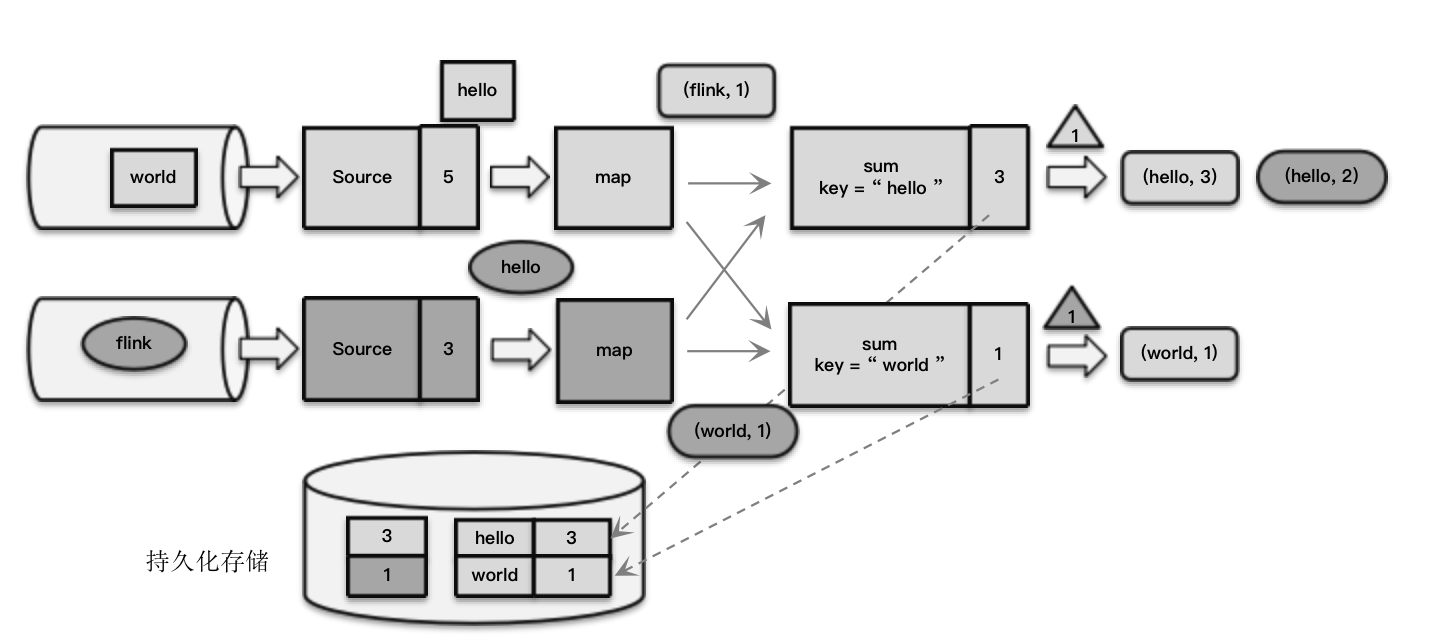 hello
(flink, 1)
world
Source
5
map
sum
key = “ hello ”
3
1
(hello, 3)
(hello, 2)
hello
flink
Source
3
map
sum
key = “ world ”
1
1
(world, 1)
(world, 1)
持久化存储
3
hello
3
1
world
1